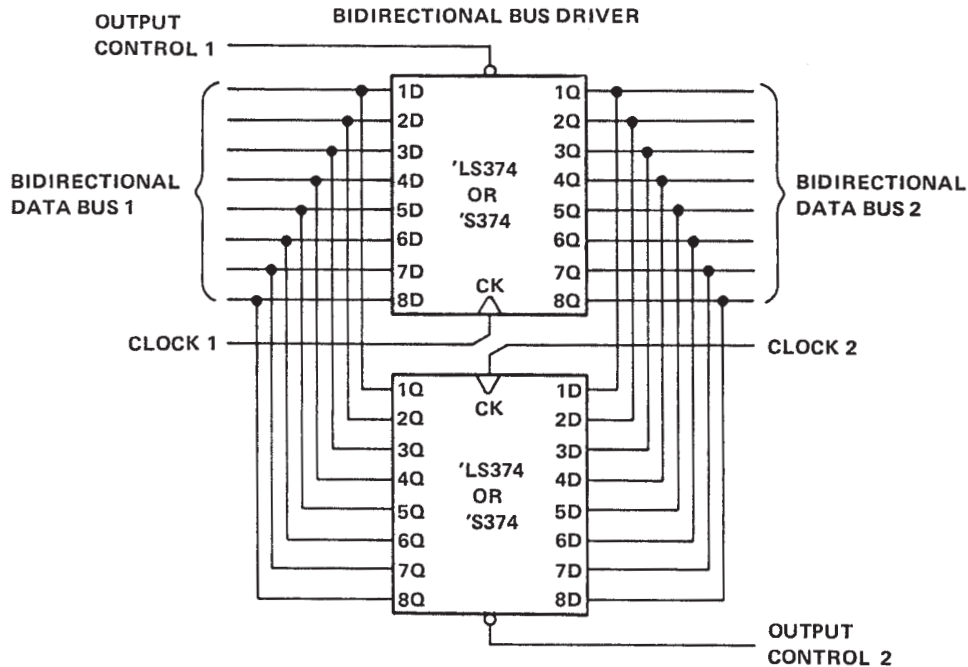 BIDIRECTIONAL BUS DRIVER
OUTPUT
CONTROL 1
1D
2D
3D
4D
5D
6D
7D
8D
'LS374
OR
'S374
CK
1Q
2Q
3Q
4Q
5Q
6Q
7Q
8Q
BIDIRECTIONAL
DATA BUS 1
BIDIRECTIONAL
DATA BUS 2
CLOCK 1
CLOCK 2
CK
1Q
2Q
3Q
4Q
5Q
6Q
7Q
8Q
'LS374
OR
'S374
1D
2D
3D
4D
5D
6D
7D
8D
OUTPUT
CONTROL 2